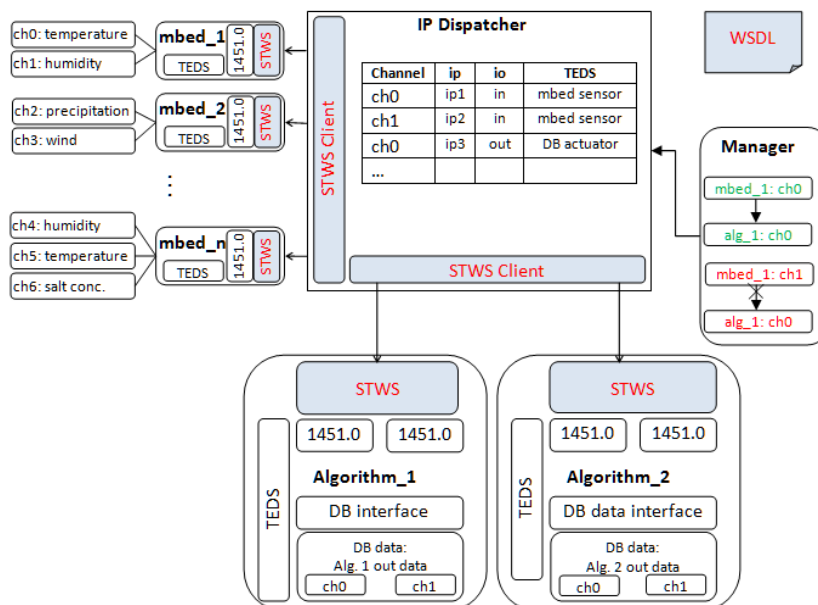 ch0: temperature
ch1: humidity
mbed_1
TEDS
1451.0
STWS
ch2: precipitation
ch3: wind
mbed_2
TEDS
1451.0
STWS
⋮
ch4: humidity
ch5: temperature
ch6: salt conc.
mbed_n
TEDS
1451.0
STWS
IP Dispatcher
STWS Client
Channel ip io TEDS
ch0 ip1 in mbed sensor
ch1 ip2 in mbed sensor
ch0 ip3 out DB actuator
...
STWS Client
WSDL
Manager
mbed_1: ch0
alg_1: ch0
mbed_1: ch1
alg_1: ch0
STWS
TEDS
1451.0 1451.0
Algorithm_1
DB interface
DB data:
Alg. 1 out data
ch0 ch1
STWS
TEDS
1451.0 1451.0
Algorithm_2
DB data interface
DB data:
Alg. 2 out data
ch0 ch1